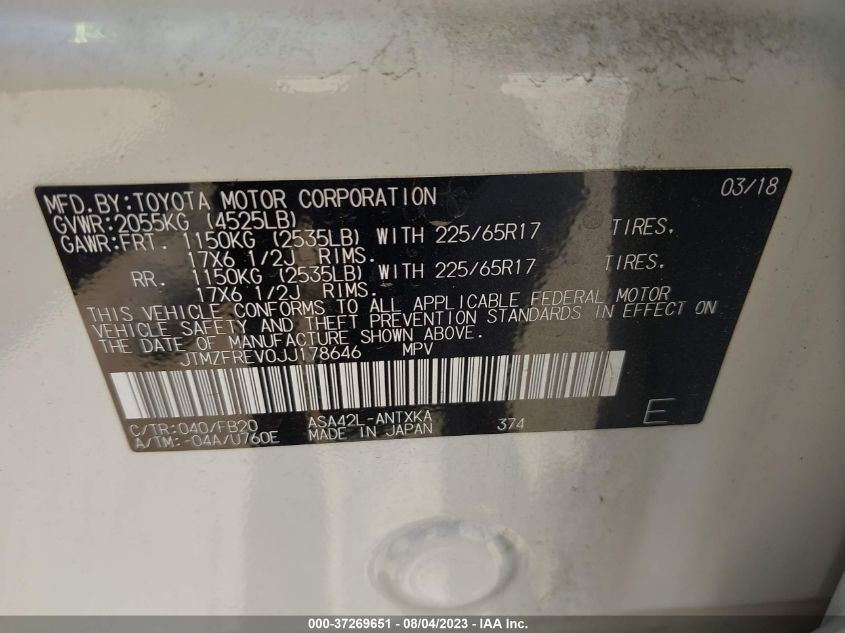 MFD.BY:TOYOTA MOTOR CORPORATION 03/18
GVWR:2055KG (4525LB)
GAWR:FRT. 1150KG (2535LB) WITH 225/65R17 TIRES.
17X6 1/2J RIMS.
RR. 1150KG (2535LB) WITH 225/65R17 TIRES.
17X6 1/2J RIMS.
THIS VEHICLE CONFORMS TO ALL APPLICABLE FEDERAL MOTOR
VEHICLE SAFETY AND THEFT PREVENTION STANDARDS IN EFFECT ON
THE DATE OF MANUFACTURE SHOWN ABOVE.
JTMZFREV0JJ178646 MPV
C/TR:040/FB20 ASA42L-ANTXKA 374 E
A/TM:-04A/U760E MADE IN JAPAN
000-37269651 - 08/04/2023 - IAA Inc.